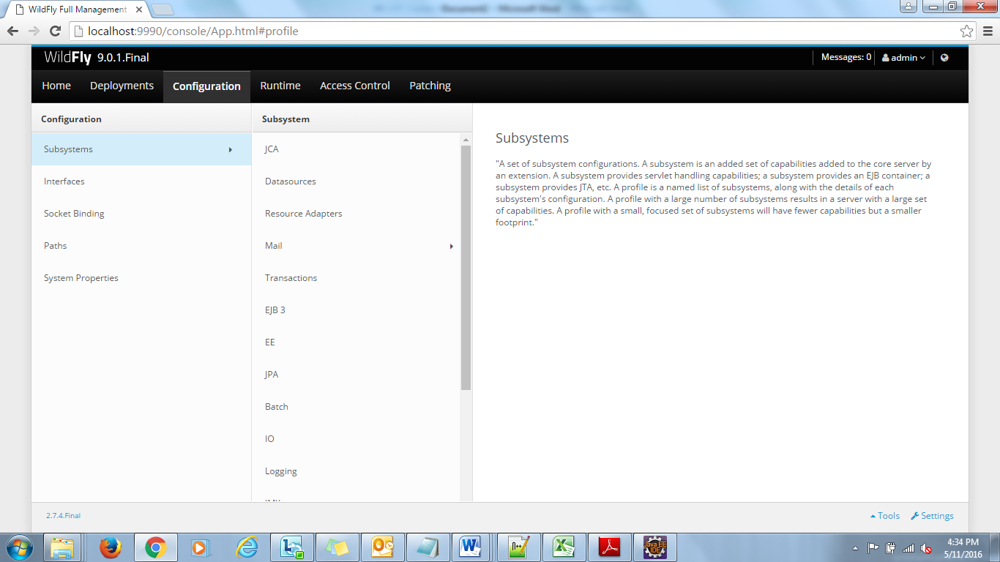 WildFly Full Management
localhost:9990/console/App.html#profile
WildFly 9.0.1.Final
Messages: 0
admin
Home Deployments Configuration Runtime Access Control Patching
Configuration
Subsystems
Interfaces
Socket Binding
Paths
System Properties
Subsystem
JCA
Datasources
Resource Adapters
Mail
Transactions
EJB 3
EE
JPA
Batch
IO
Logging
Subsystems
"A set of subsystem configurations. A subsystem is an added set of capabilities added to the core server by
an extension. A subsystem provides servlet handling capabilities; a subsystem provides an EJB container; a
subsystem provides JTA, etc. A profile is a named list of subsystems, along with the details of each
subsystem's configuration. A profile with a large number of subsystems results in a server with a large set
of capabilities. A profile with a small, focused set of subsystems will have fewer capabilities but a smaller
footprint."
2.7.4.Final
Tools Settings
Java EE
IDE
4:34 PM
5/11/2016